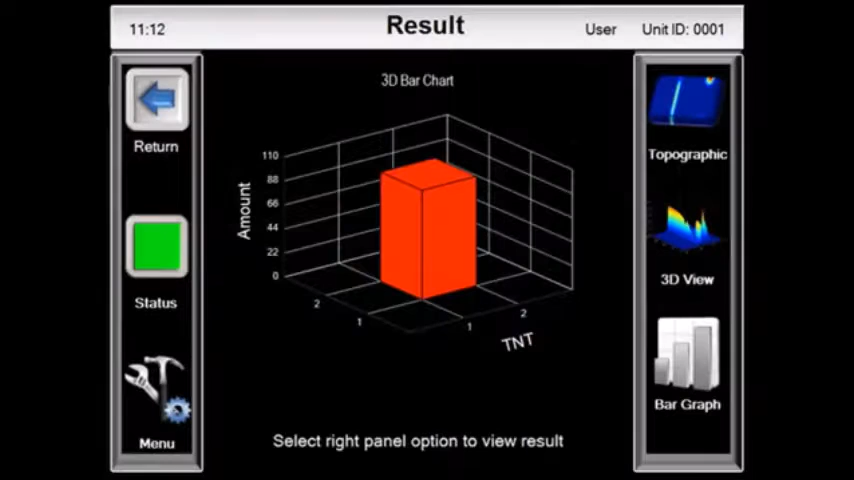 11:12
Result
User
Unit ID: 0001
Return
Status
Menu
3D Bar Chart
Amount
110
88
66
44
22
0
2
1
1
2
TNT
Topographic
3D View
Bar Graph
Select right panel option to view result